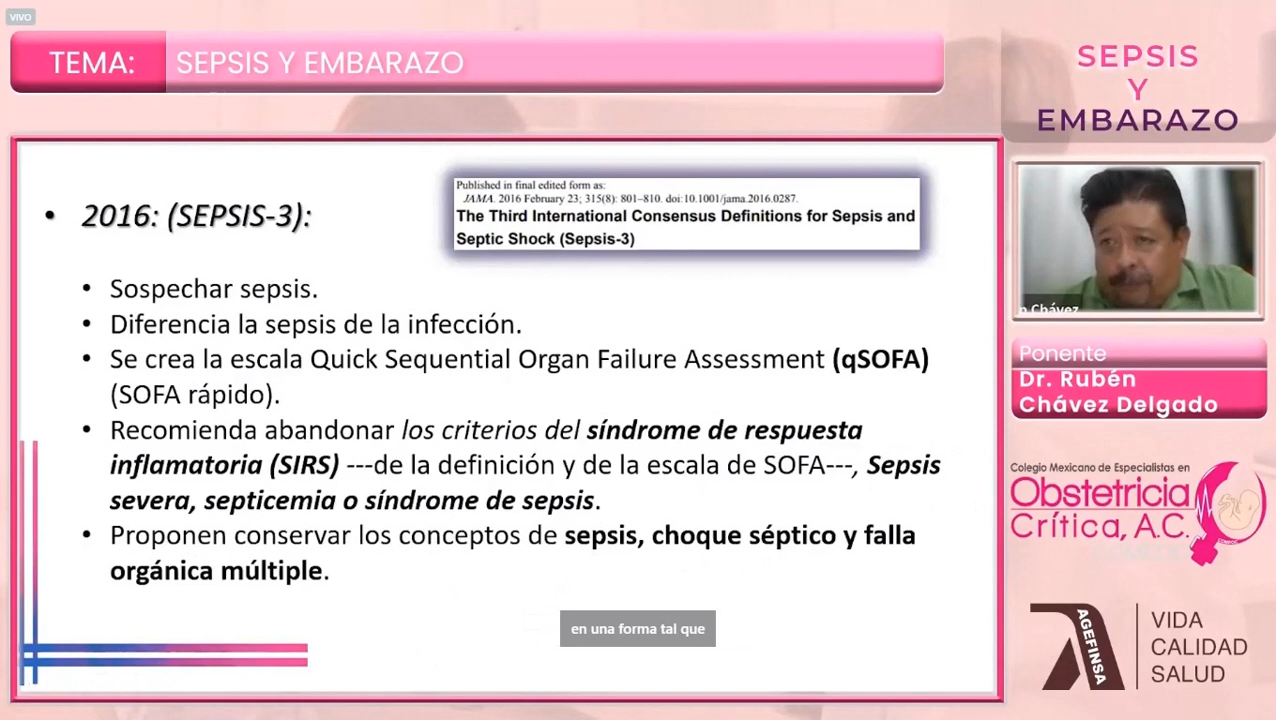 VIVO
TEMA: SEPSIS Y EMBARAZO
SEPSIS
Y
EMBARAZO
• 2016: (SEPSIS-3):
Published in final edited form as:
JAMA. 2016 February 23; 315(8): 801–810. doi:10.1001/jama.2016.0287.
The Third International Consensus Definitions for Sepsis and
Septic Shock (Sepsis-3)
• Sospechar sepsis.
• Diferencia la sepsis de la infección.
• Se crea la escala Quick Sequential Organ Failure Assessment (qSOFA)
(SOFA rápido).
• Recomienda abandonar los criterios del síndrome de respuesta
inflamatoria (SIRS) ---de la definición y de la escala de SOFA---, Sepsis
severa, septicemia o síndrome de sepsis.
• Proponen conservar los conceptos de sepsis, choque séptico y falla
orgánica múltiple.
en una forma tal que
Chávez
Ponente
Dr. Rubén
Chávez Delgado
Colegio Mexicano de Especialistas en
Obstetricia
Crítica, A.C.
AGEFINSA
VIDA
CALIDAD
SALUD